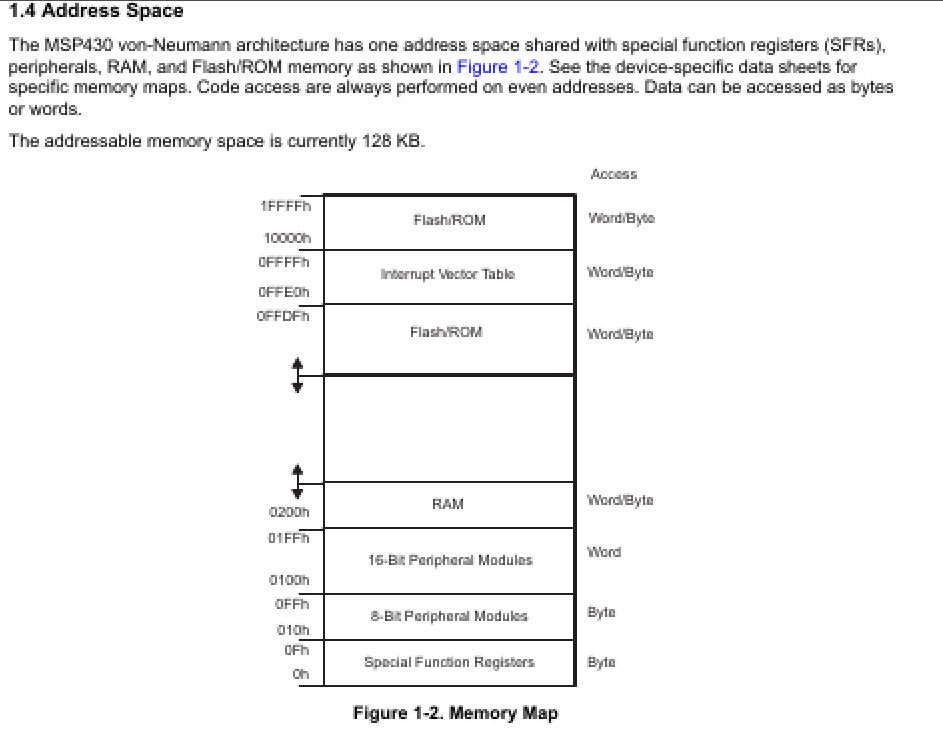 1.4 Address Space
The MSP430 von-Neumann architecture has one address space shared with special function registers (SFRs),
peripherals, RAM, and Flash/ROM memory as shown in Figure 1-2. See the device-specific data sheets for
specific memory maps. Code access are always performed on even addresses. Data can be accessed as bytes
or words.
The addressable memory space is currently 128 KB.
Access
1FFFFh
Flash/ROM
Word/Byte
10000h
0FFFFh
Interrupt Vector Table
Word/Byte
0FFE0h
0FFDFh
Flash/ROM
Word/Byte
RAM
Word/Byte
0200h
01FFh
16-Bit Peripheral Modules
Word
0100h
0FFh
8-Bit Peripheral Modules
Byte
010h
0Fh
Special Function Registers
Byte
0h
Figure 1-2. Memory Map